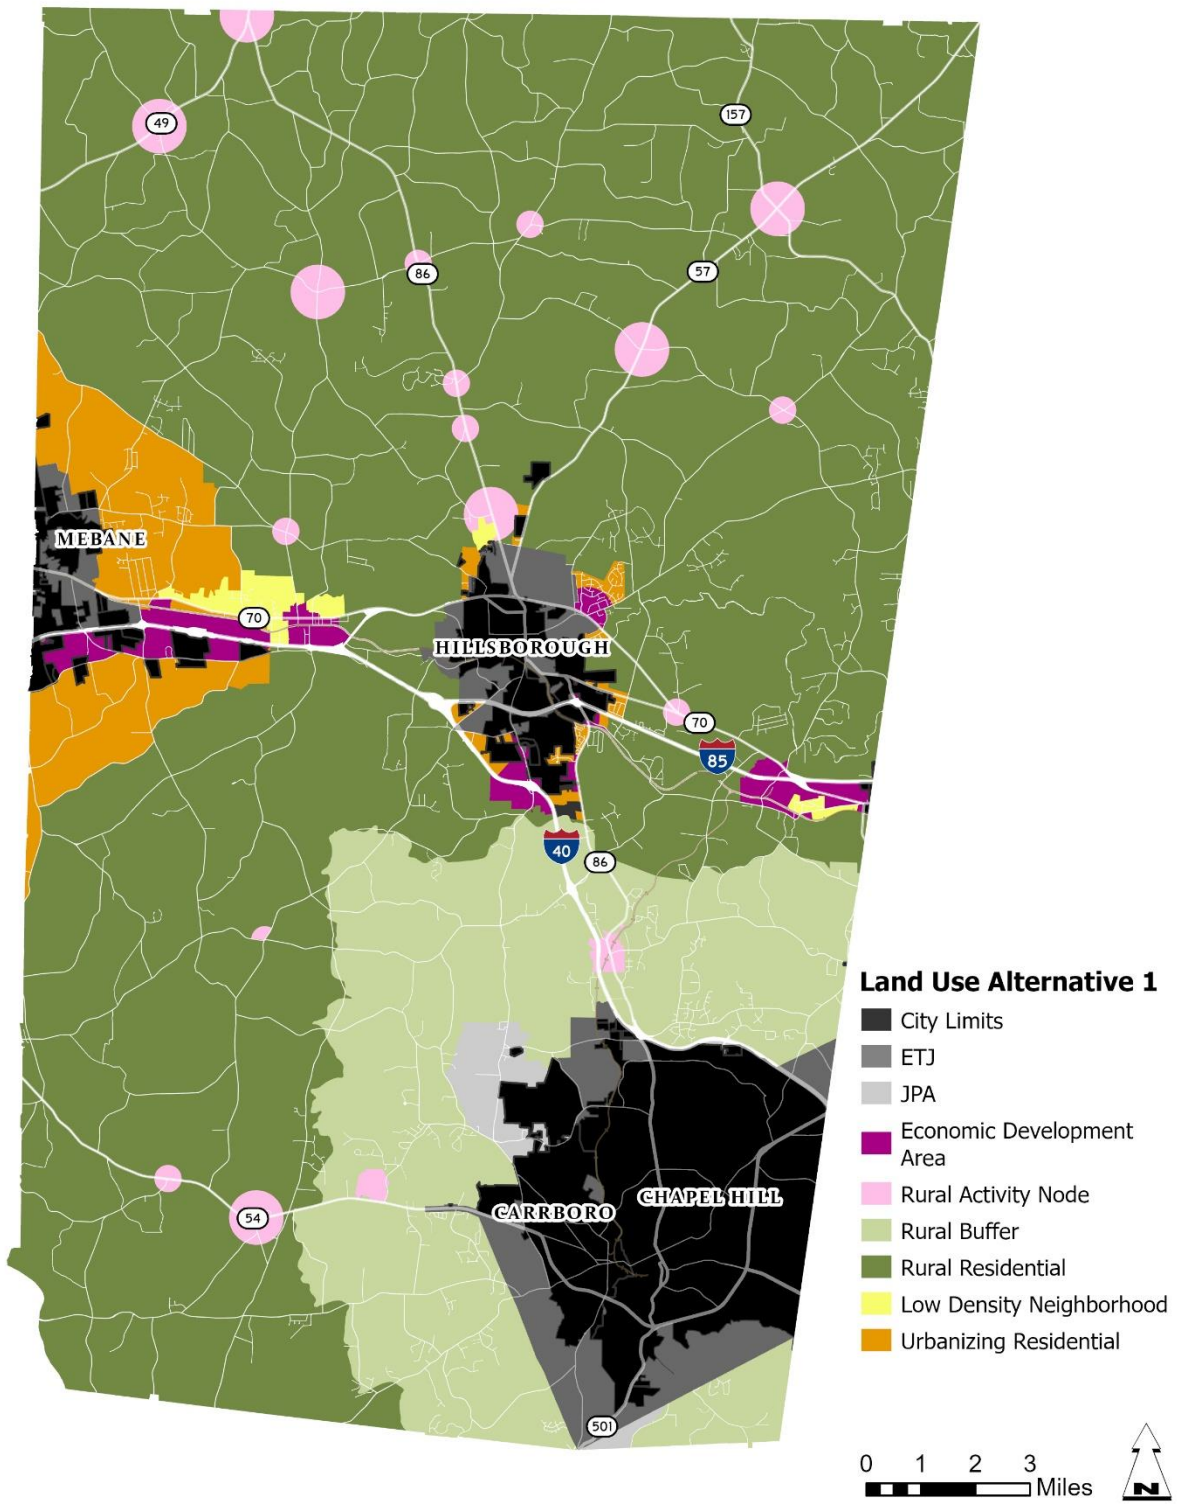 49
157
86
57
MEBANE
70
HILLSBOROUGH
70
85
40
86
Land Use Alternative 1
City Limits
ETJ
JPA
Economic Development
Area
Rural Activity Node
Rural Buffer
Rural Residential
Low Density Neighborhood
Urbanizing Residential
CHAPEL HILL
CARRBORO
54
501
0 1 2 3
Miles
N